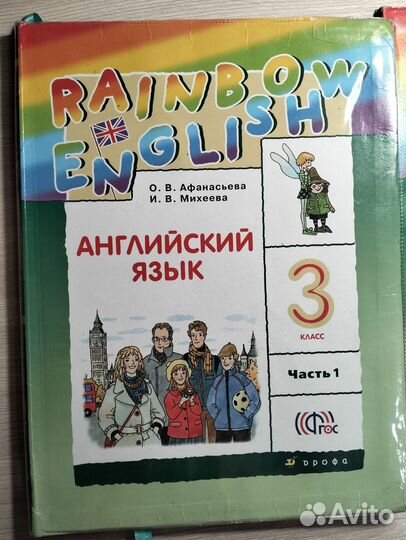 RAINBOW
ENGLISH
О. В. Афанасьева
И. В. Михеева
АНГЛИЙСКИЙ
ЯЗЫК
3
КЛАСС
Часть 1
ФГОС
дрофа
Avito